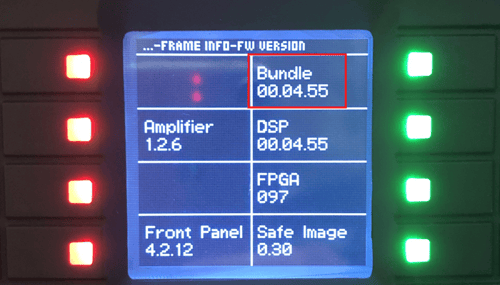 ...-FRAME INFO-FW VERSION
Bundle
00.04.55
Amplifier
1.2.6
DSP
00.04.55
FPGA
097
Front Panel
4.2.12
Safe Image
0.30